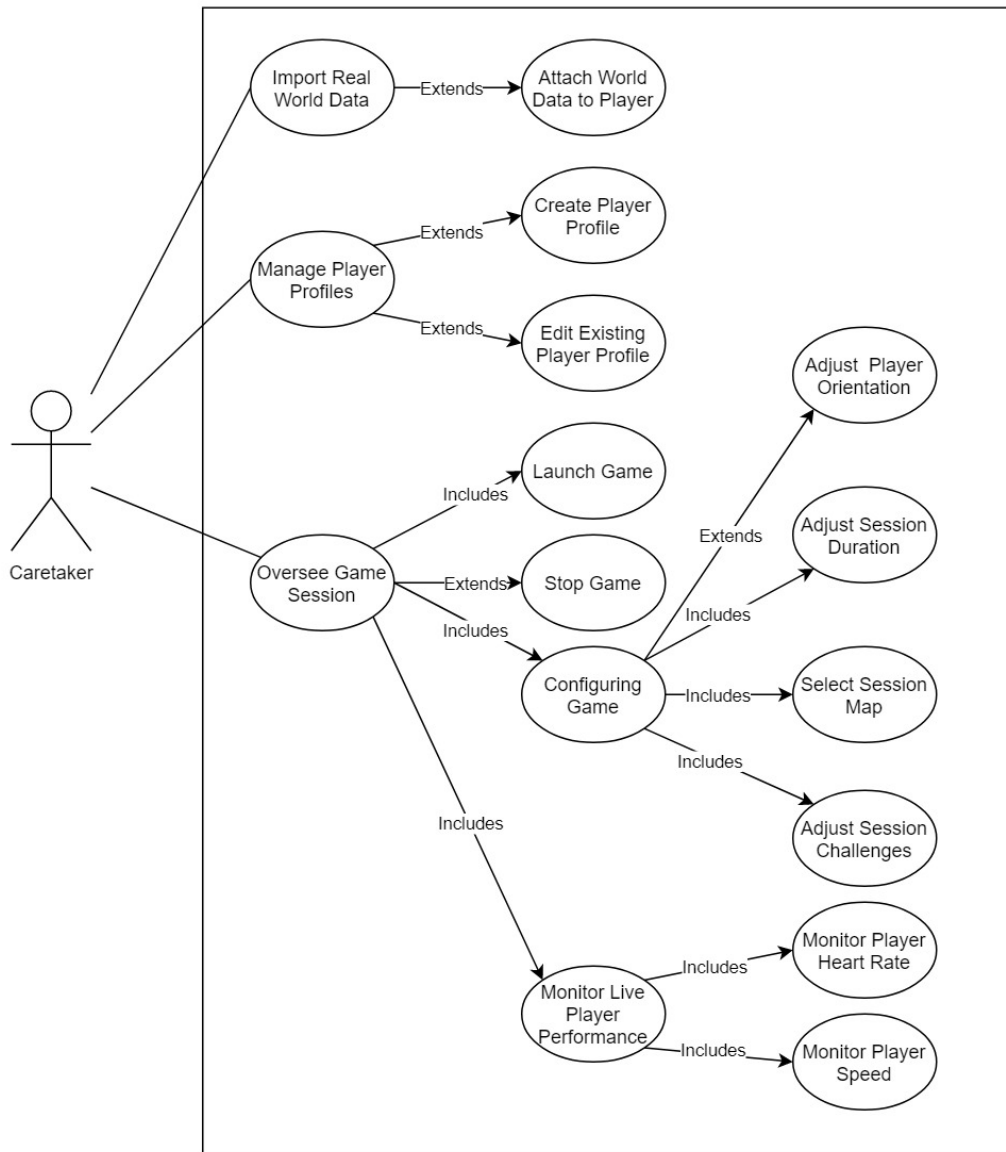 Import Real
World Data
Extends
Attach World
Data to Player
Create Player
Profile
Extends
Manage Player
Profiles
Extends
Edit Existing
Player Profile
Adjust  Player
Orientation
Launch Game
Includes
Extends
Adjust Session
Duration
Caretaker
Oversee Game
Session
Extends
Stop Game
Includes
Includes
Configuring
Game
Includes
Select Session
Map
Includes
Adjust Session
Challenges
Includes
Monitor Player
Heart Rate
Includes
Monitor Live
Player
Performance
Includes
Monitor Player
Speed